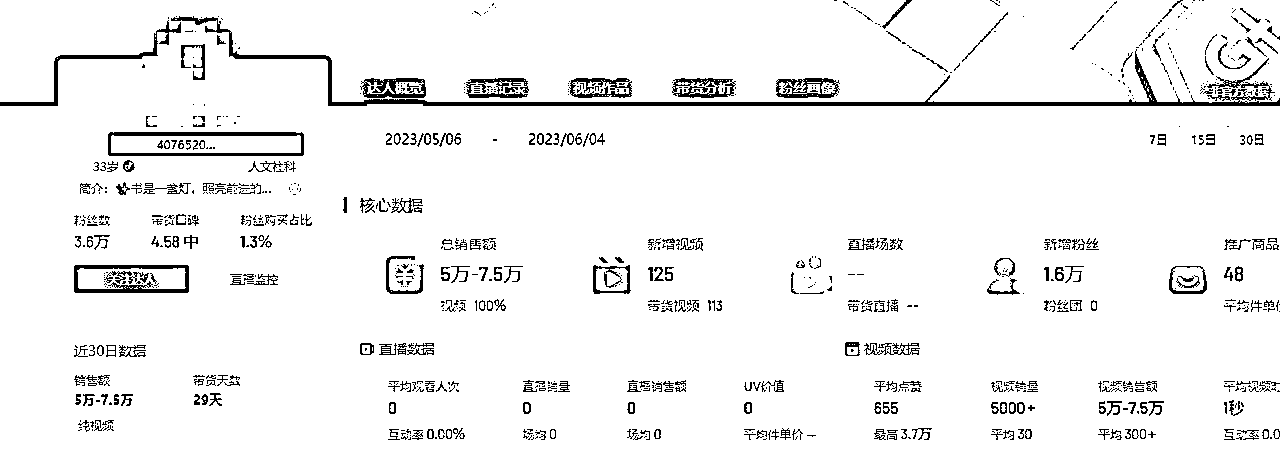 达人概览 直播记录 视频作品 带货分析 粉丝画像
4076520...
33岁 人文社科
简介: 书是一盏灯，照亮前进的...
粉丝数 带货口碑 粉丝购买占比
3.6万 4.58 中 1.3%
直播监控
近30日数据
销售额 带货天数
5万-7.5万 29天
纯视频
2023/05/06 - 2023/06/04 7日 15日 30日
核心数据
总销售额 新增视频 直播场数 新增粉丝 推广商品
5万-7.5万 125 -- 1.6万 48
视频 100% 带货视频 113 带货直播 -- 粉丝团 0 平均件单价
直播数据 视频数据
平均观看人次 直播销量 直播销售额 UV价值 平均点赞 视频销量 视频销售额 平均视频时
0 0 0 0 655 5000+ 5万-7.5万 1秒
互动率 0.00% 场均 0 场均 0 平均件单价 -- 最高 3.7万 平均 30 平均 300+ 互动率 0.0